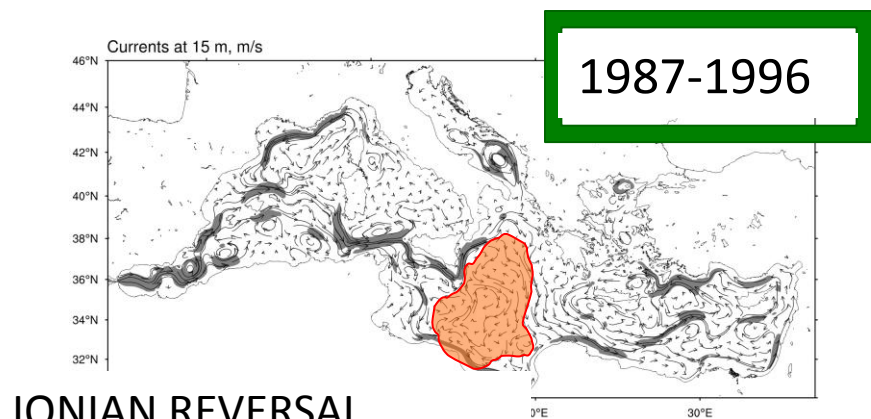 Currents at 15 m, m/s
1987-1996
46°N
44°N
42°N
40°N
38°N
36°N
34°N
32°N
30°E
IONIAN REVERSAL